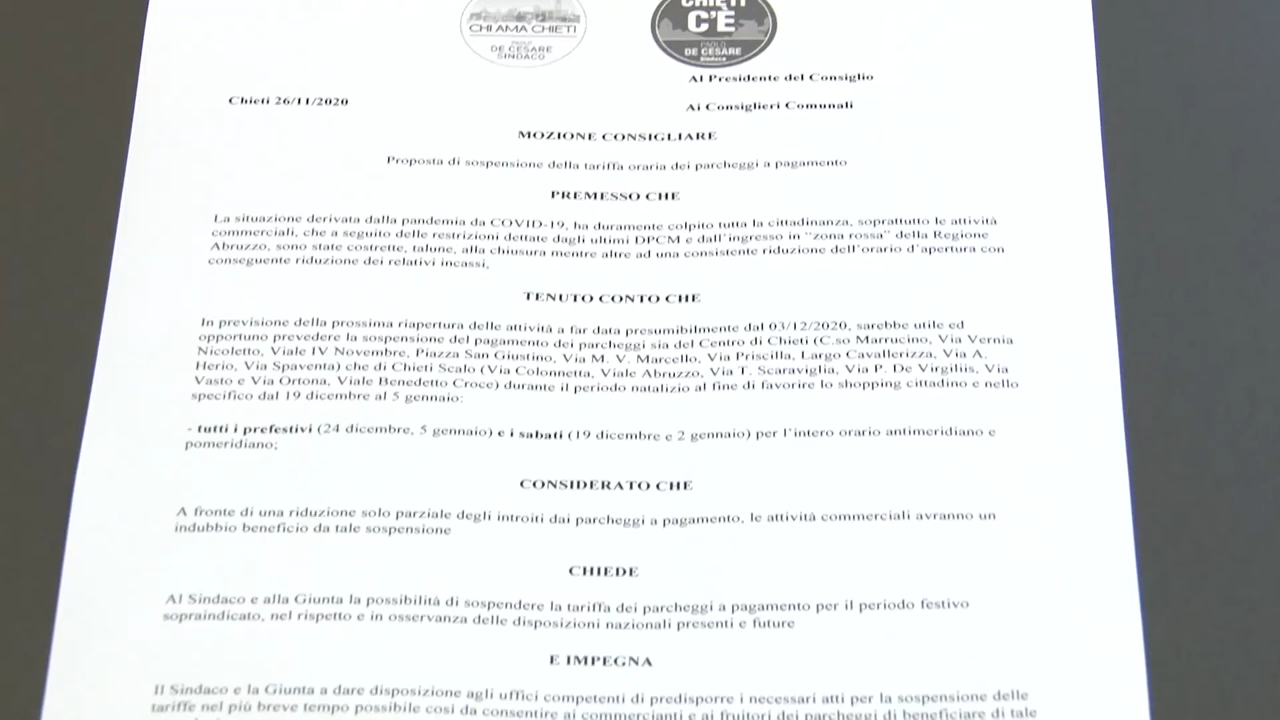 CHI AMA CHIETI
PAOLO
DE CESARE
SINDACO
CHIETI
C'È
PAOLO
DE CESARE
Sindaco
Al Presidente del Consiglio
Chieti 26/11/2020
Ai Consiglieri Comunali
MOZIONE CONSIGLIARE
Proposta di sospensione della tariffa oraria dei parcheggi a pagamento
PREMESSO CHE
La situazione derivata dalla pandemia da COVID-19, ha duramente colpito tutta la cittadinanza, soprattutto le attività
commerciali, che a seguito delle restrizioni dettate dagli ultimi DPCM e dall'ingresso in "zona rossa" della Regione
Abruzzo, sono state costrette, talune, alla chiusura mentre altre ad una consistente riduzione dell'orario d'apertura con
conseguente riduzione dei relativi incassi,
TENUTO CONTO CHE
In previsione della prossima riapertura delle attività a far data presumibilmente dal 03/12/2020, sarebbe utile ed
opportuno prevedere la sospensione del pagamento dei parcheggi sia del Centro di Chieti (C.so Marrucino, Via Vernia
Nicoletto, Viale IV Novembre, Piazza San Giustino, Via M. V. Marcello, Via Priscilla, Largo Cavallerizza, Via A.
Herio, Via Spaventa) che di Chieti Scalo (Via Colonnetta, Viale Abruzzo, Via T. Scaraviglia, Via P. De Virgiliis, Via
Vasto e Via Ortona, Viale Benedetto Croce) durante il periodo natalizio al fine di favorire lo shopping cittadino e nello
specifico dal 19 dicembre al 5 gennaio:
- tutti i prefestivi (24 dicembre, 5 gennaio) e i sabati (19 dicembre e 2 gennaio) per l'intero orario antimeridiano e
pomeridiano;
CONSIDERATO CHE
A fronte di una riduzione solo parziale degli introiti dai parcheggi a pagamento, le attività commerciali avranno un
indubbio beneficio da tale sospensione
CHIEDE
Al Sindaco e alla Giunta la possibilità di sospendere la tariffa dei parcheggi a pagamento per il periodo festivo
sopraindicato, nel rispetto e in osservanza delle disposizioni nazionali presenti e future
E IMPEGNA
Il Sindaco e la Giunta a dare disposizione agli uffici competenti di predisporre i necessari atti per la sospensione delle
tariffe nel più breve tempo possibile così da consentire ai commercianti e ai fruitori dei parcheggi di beneficiare di tale